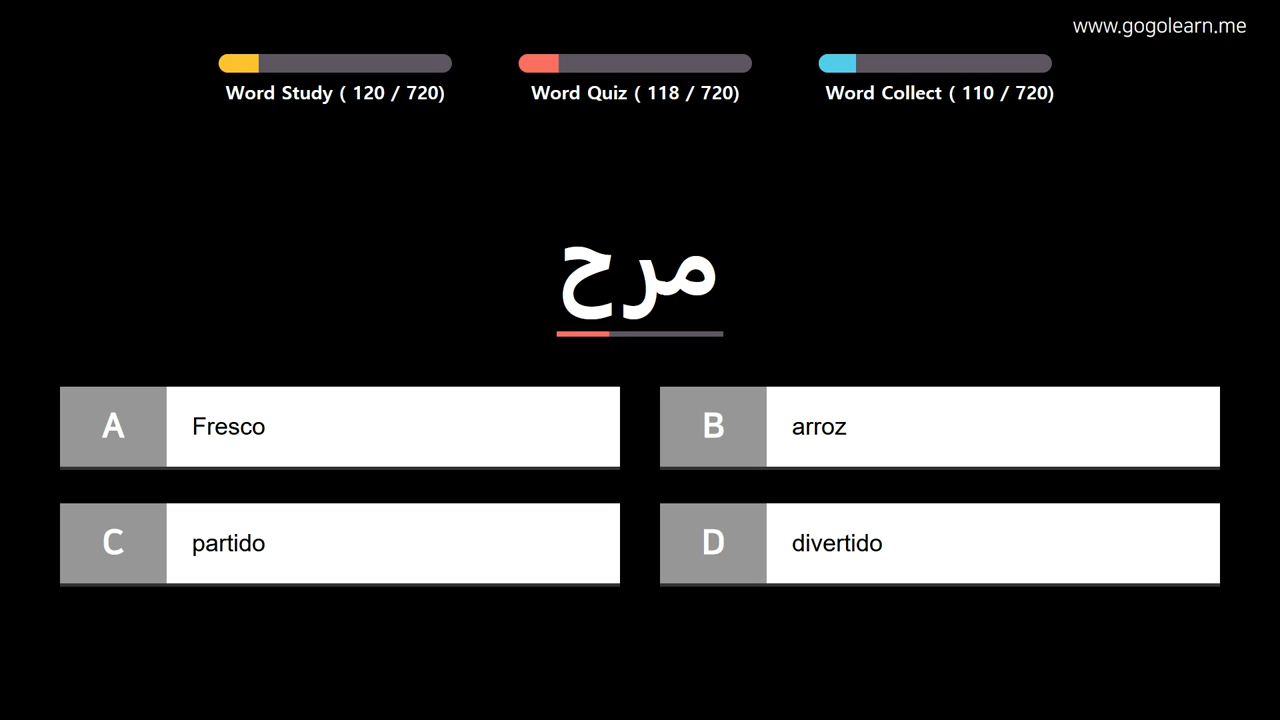 www.gogolearn.me
Word Study ( 120 / 720)
Word Quiz ( 118 / 720)
Word Collect ( 110 / 720)
مرح
A Fresco
B arroz
C partido
D divertido